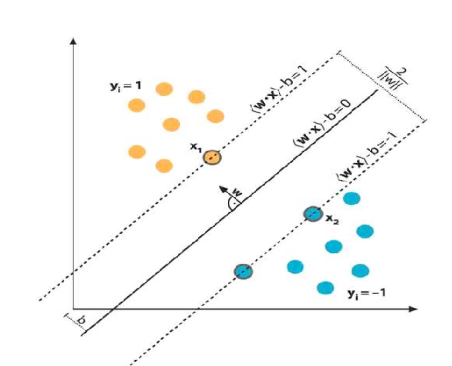 yᵢ = 1
⟨w·x⟩-b=1
2
||w||
⟨w·x⟩-b=0
⟨w·x⟩-b=-1
x₁
w
x₂
yᵢ = -1
b